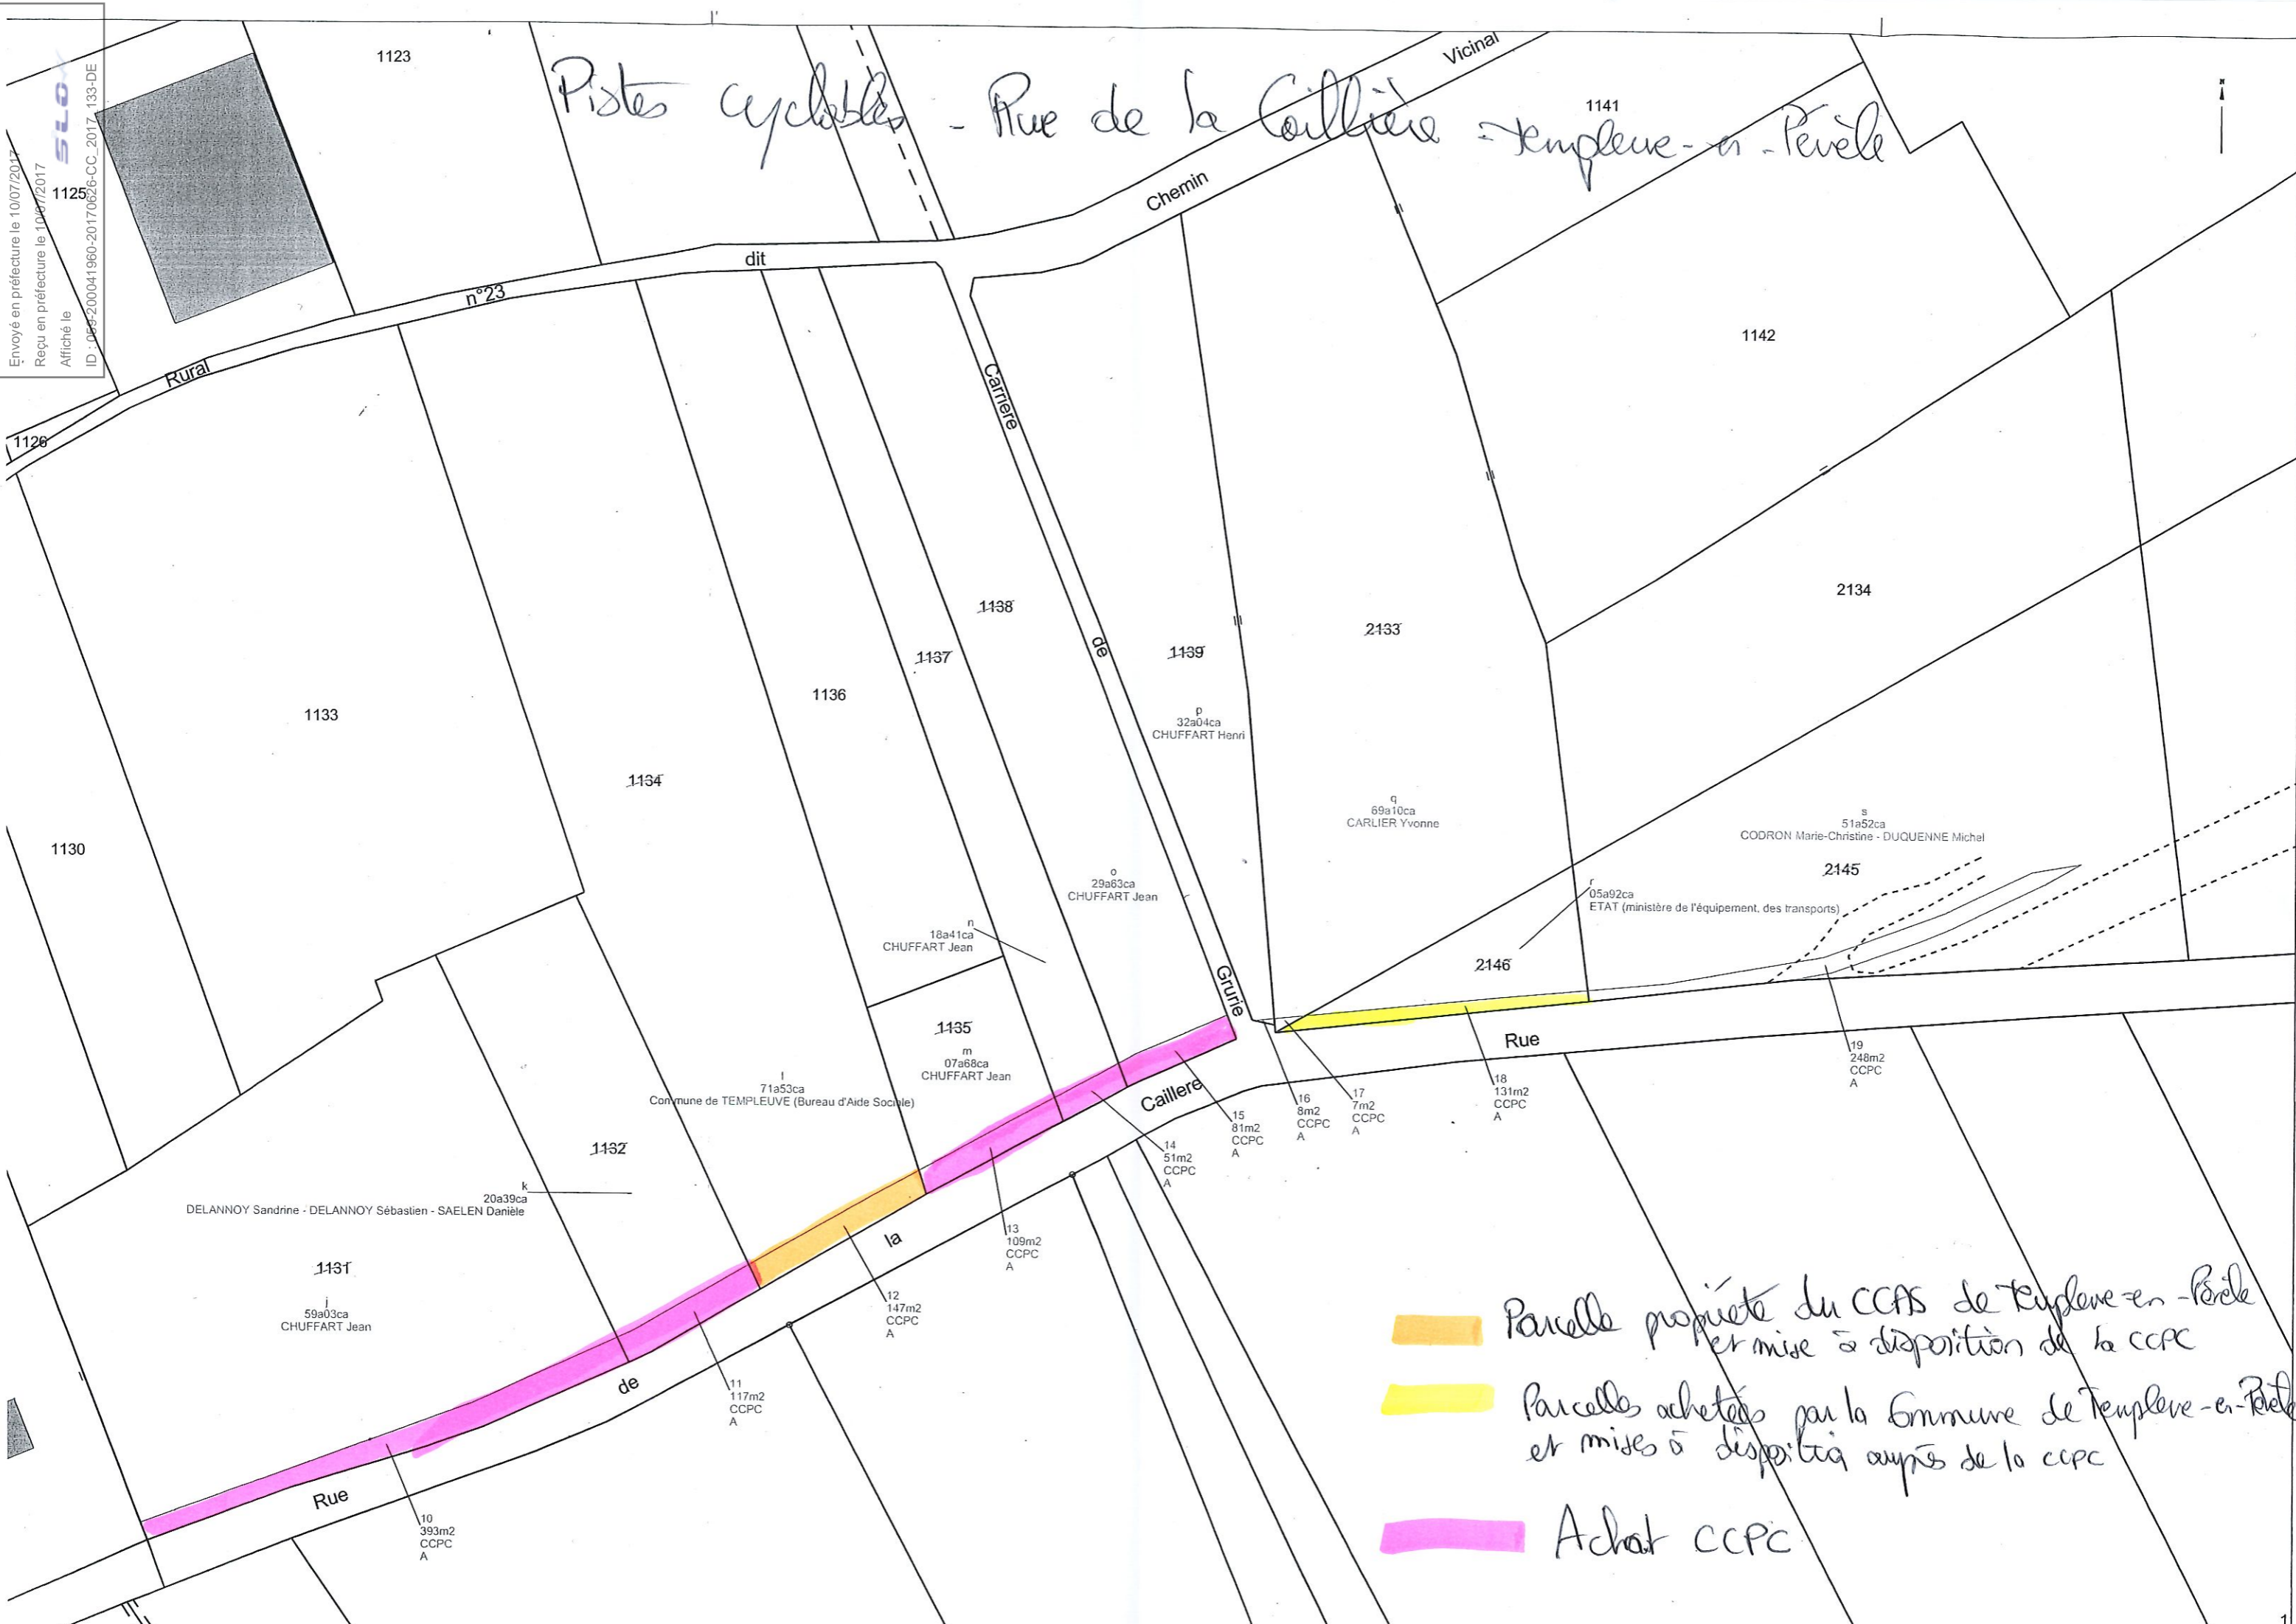 Envoyé en préfecture le 10/07/2017
Reçu en préfecture le 10/07/2017
Affiché le
SLO
ID : 059-200041960-20170626-CC_2017_133-DE
Pistes cyclables - Rue de la Caillière - Templeuve-en-Pévèle
1123
1125
1126
1141
Vicinal
Chemin
dit
n°23
Rural
1142
Carriere
de
Grurie
1138
1137
1136
1139
2133
2134
1133
1134
1130
p
32a04ca
CHUFFART Henri
q
69a10ca
CARLIER Yvonne
s
51a52ca
CODRON Marie-Christine - DUQUENNE Michel
2145
r
05a92ca
ETAT (ministère de l'équipement, des transports)
2146
o
29a63ca
CHUFFART Jean
n
18a41ca
CHUFFART Jean
1135
m
07a68ca
CHUFFART Jean
l
71a53ca
Commune de TEMPLEUVE (Bureau d'Aide Sociale)
1132
k
20a39ca
DELANNOY Sandrine - DELANNOY Sébastien - SAELEN Danièle
1131
j
59a03ca
CHUFFART Jean
Rue
de
la
Caillere
Rue
10
393m2
CCPC
A
11
117m2
CCPC
A
12
147m2
CCPC
A
13
109m2
CCPC
A
14
51m2
CCPC
A
15
81m2
CCPC
A
16
8m2
CCPC
A
17
7m2
CCPC
A
18
131m2
CCPC
A
19
248m2
CCPC
A
Parcelle propriété du CCAS de Templeuve-en-Pévèle
et mise à disposition de la CCPC
Parcelles achetées par la Commune de Templeuve-en-Pévèle
et mises à disposition auprès de la CCPC
Achat CCPC